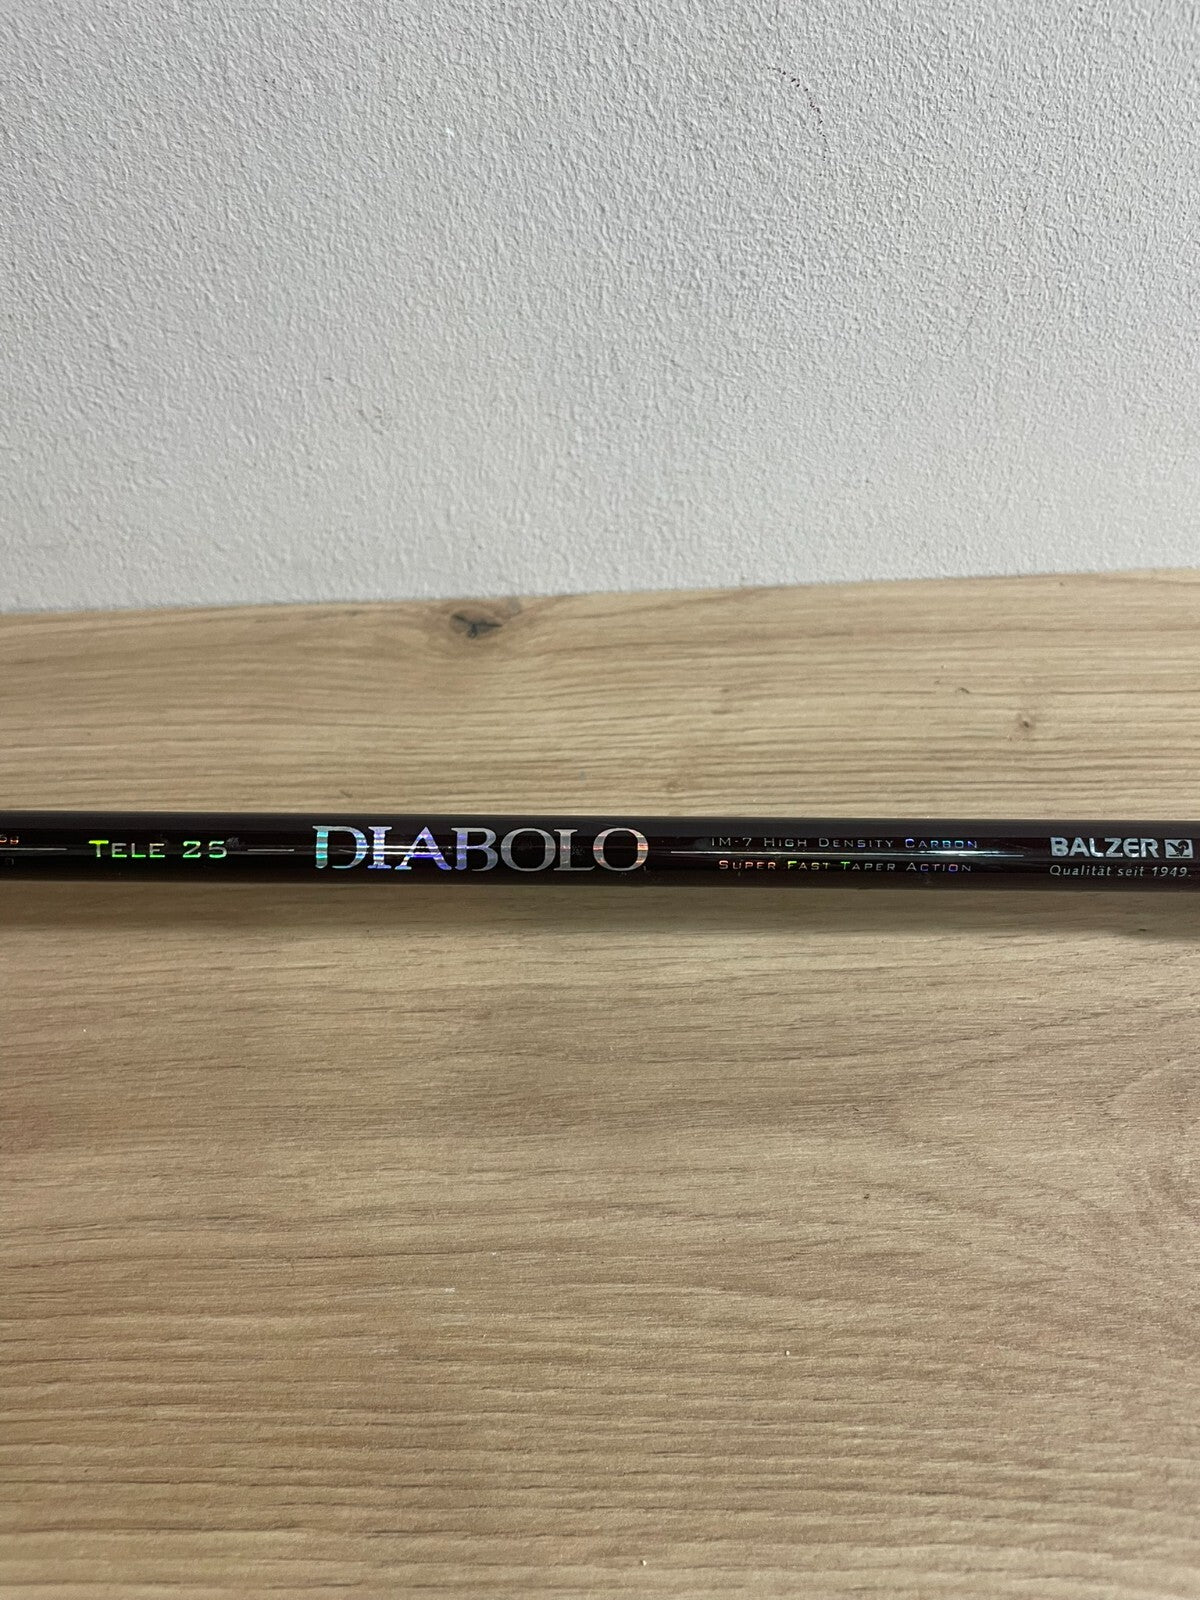 TELE 25
DIABOLO
IM-7 HIGH DENSITY CARBON
SUPER FAST TAPER ACTION
BALZER
Qualität seit 1949.